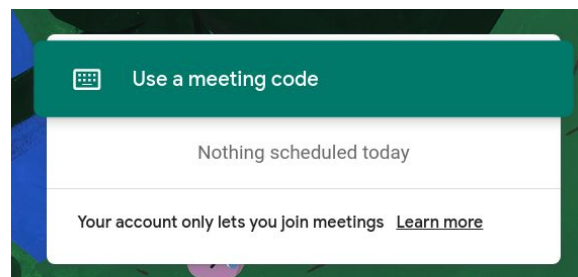 Use a meeting code
Nothing scheduled today
Your account only lets you join meetings Learn more